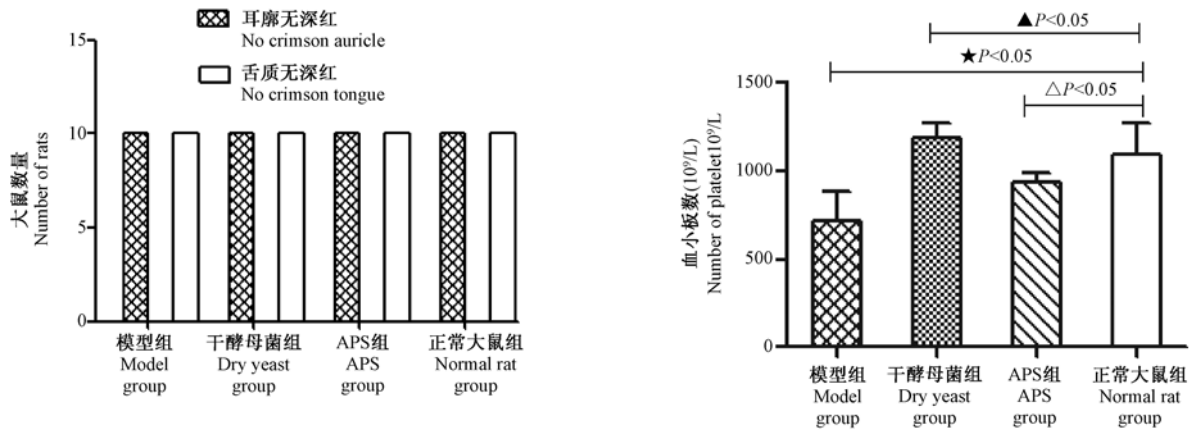 耳廓无深红
No crimson auricle
舌质无深红
No crimson tongue
大鼠数量
Number of rats
15
10
5
0
模型组
Model
group
干酵母菌组
Dry yeast
group
APS组
APS
group
正常大鼠组
Normal rat
group
▲P<0.05
★P<0.05
△P<0.05
血小板数(10⁹/L)
Number of platelet10⁹/L
1500
1000
500
0
模型组
Model
group
干酵母菌组
Dry yeast
group
APS组
APS
group
正常大鼠组
Normal rat
group